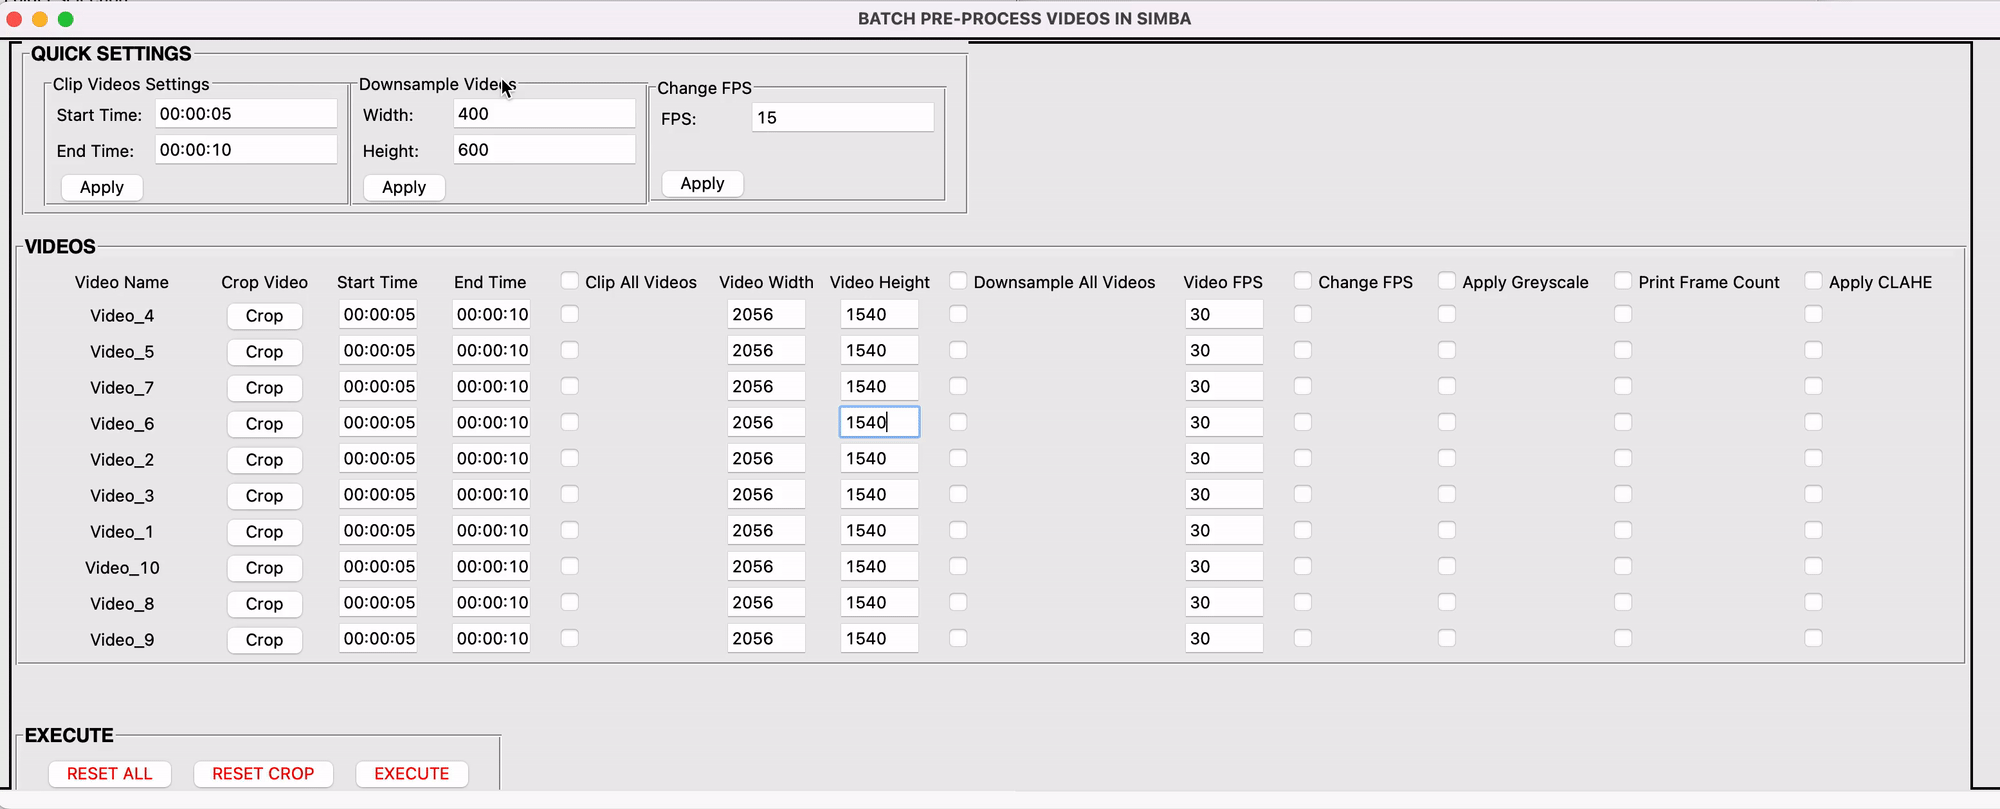 BATCH PRE-PROCESS VIDEOS IN SIMBA
QUICK SETTINGS
Clip Videos Settings
Start Time: 00:00:05
End Time: 00:00:10
Apply
Downsample Videos
Width: 400
Height: 600
Apply
Change FPS
FPS: 15
Apply
VIDEOS
Video Name Crop Video Start Time End Time Clip All Videos Video Width Video Height Downsample All Videos Video FPS Change FPS Apply Greyscale Print Frame Count Apply CLAHE
Video_4 Crop 00:00:05 00:00:10 2056 1540 30
Video_5 Crop 00:00:05 00:00:10 2056 1540 30
Video_7 Crop 00:00:05 00:00:10 2056 1540 30
Video_6 Crop 00:00:05 00:00:10 2056 1540 30
Video_2 Crop 00:00:05 00:00:10 2056 1540 30
Video_3 Crop 00:00:05 00:00:10 2056 1540 30
Video_1 Crop 00:00:05 00:00:10 2056 1540 30
Video_10 Crop 00:00:05 00:00:10 2056 1540 30
Video_8 Crop 00:00:05 00:00:10 2056 1540 30
Video_9 Crop 00:00:05 00:00:10 2056 1540 30
EXECUTE
RESET ALL RESET CROP EXECUTE